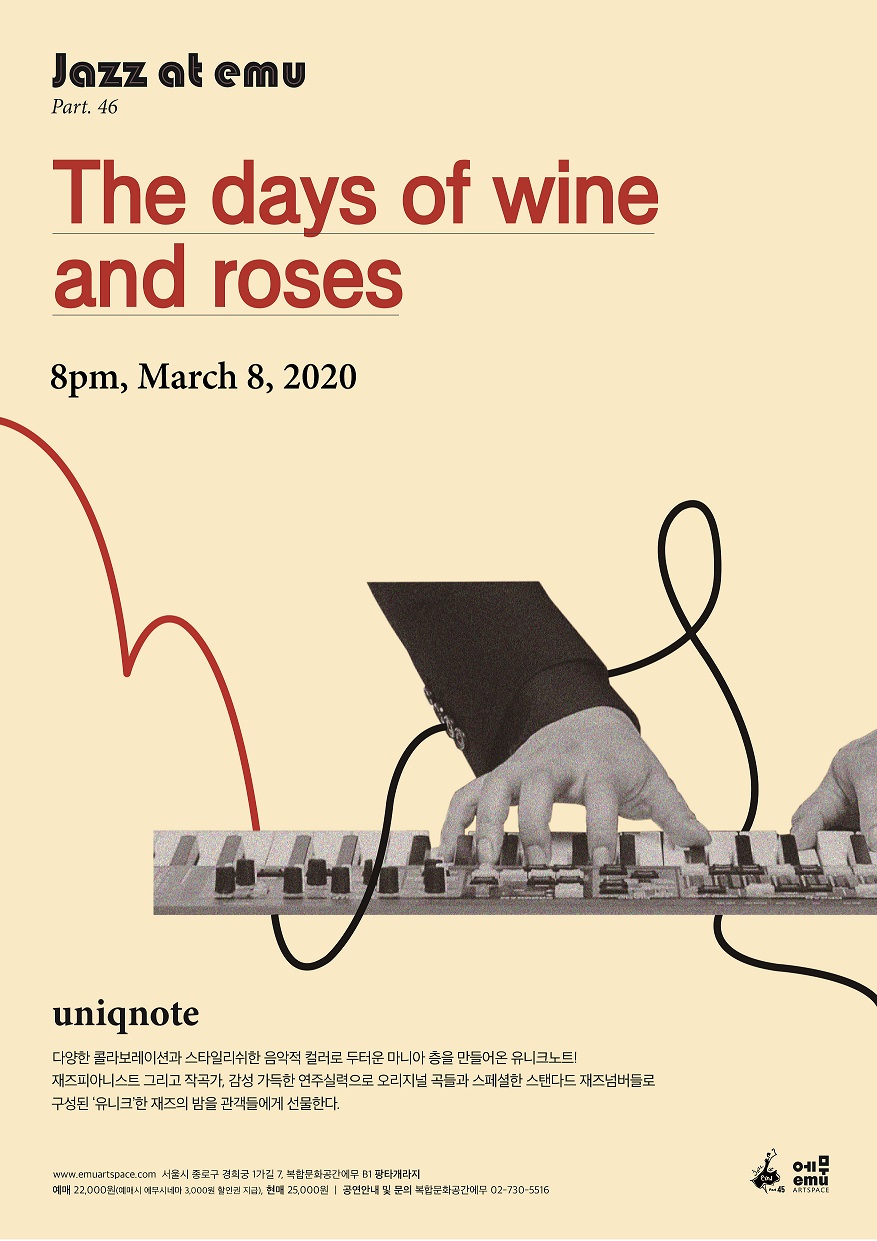 Jazz at emu
Part. 46
The days of wine
and roses
8pm, March 8, 2020
uniqnote
다양한 콜라보레이션과 스타일리쉬한 음악적 컬러로 두터운 마니아 층을 만들어온 유니크노트!
재즈피아니스트 그리고 작곡가, 감성 가득한 연주실력으로 오리지널 곡들과 스페셜한 스탠다드 재즈넘버들로
구성된 '유니크'한 재즈의 밤을 관객들에게 선물한다.
www.emuartspace.com 서울시 종로구 경희궁 1가길 7, 복합문화공간에무 B1 팡타개라지
예매 22,000원(예매시 에무시네마 3,000원 할인권 지급), 현매 25,000원 | 공연안내 및 문의 복합문화공간에무 02-730-5516
Part 45
에무
emu
ARTSPACE